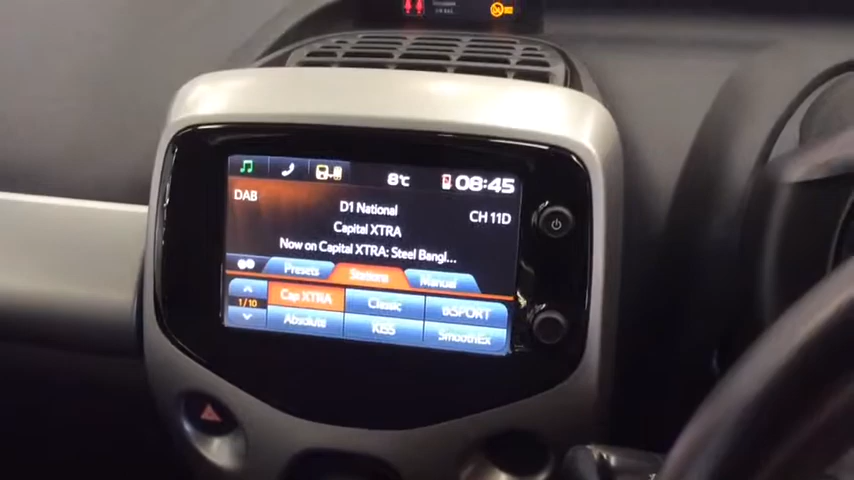 8°C
08:45
DAB
D1 National
CH 11D
Capital XTRA
Now on Capital XTRA: Steel Bangl...
Presets Stations Manual
1/10
Cap XTRA Classic tkSPORT
Absolute KISS SmoothEx